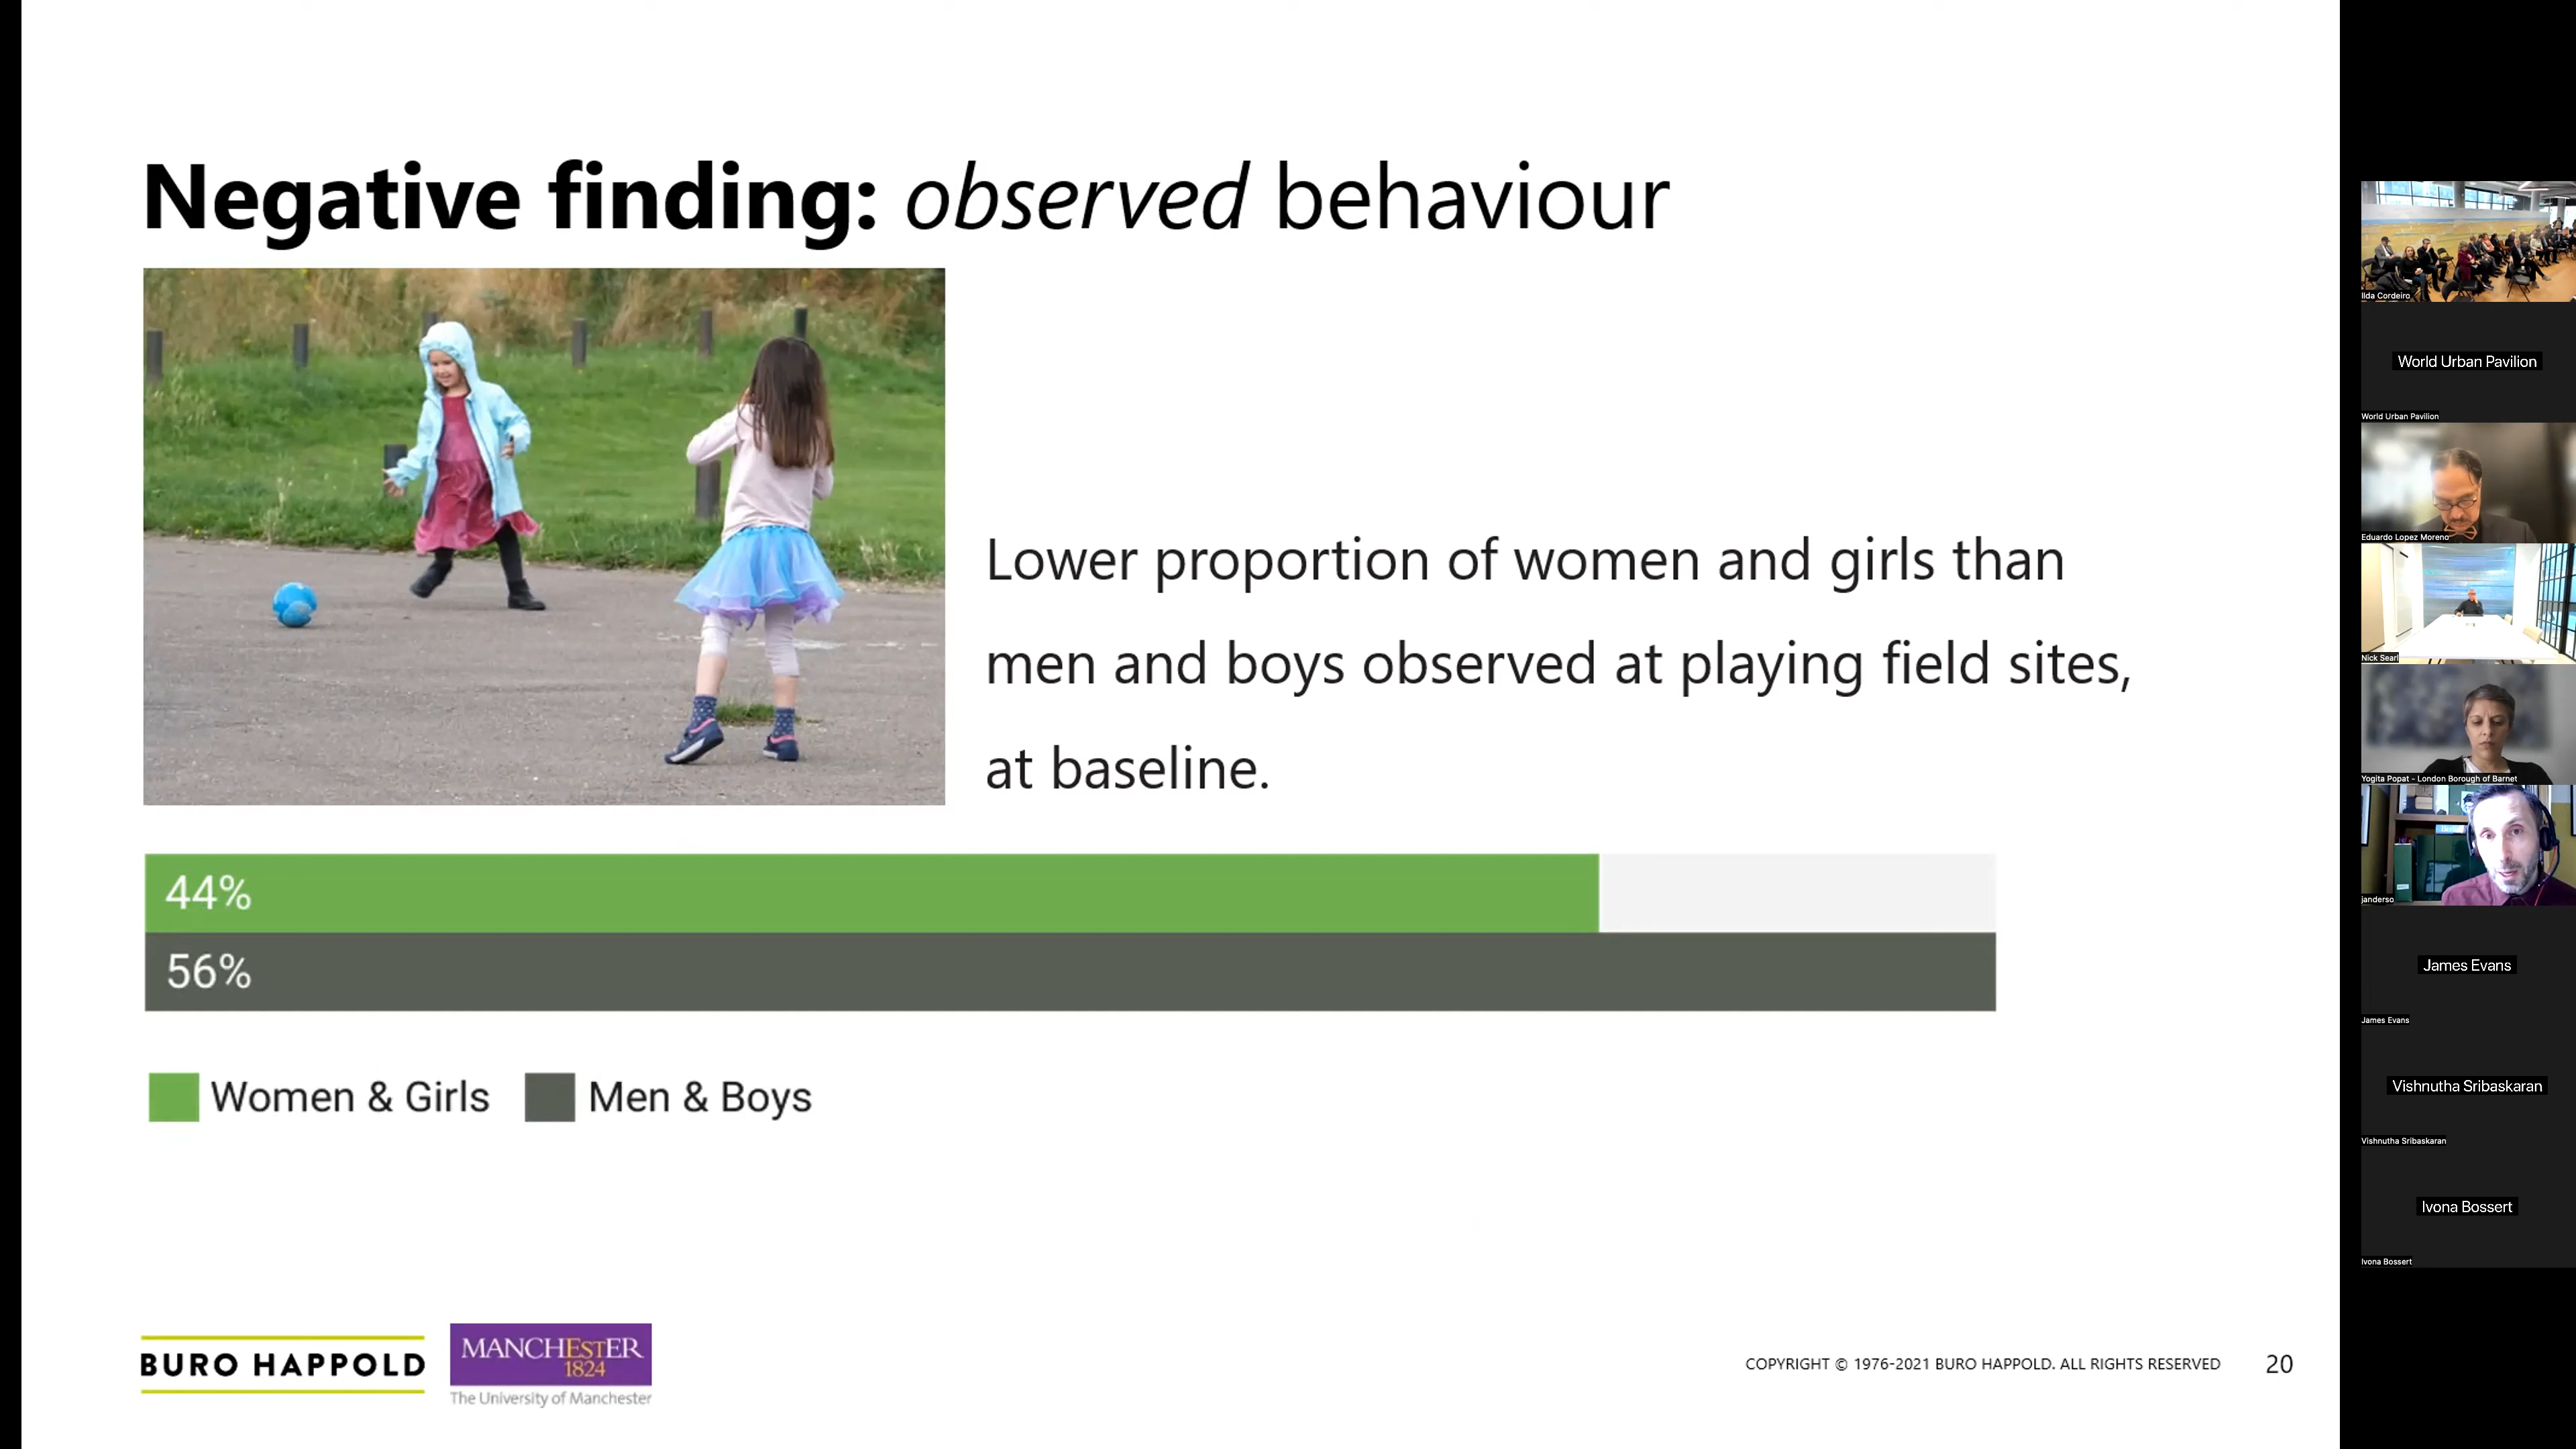 Negative finding: observed behaviour
Lower proportion of women and girls than
men and boys observed at playing field sites,
at baseline.
44%
56%
Women & Girls
Men & Boys
BURO HAPPOLD
MANCHESTER
1824
The University of Manchester
COPYRIGHT © 1976-2021 BURO HAPPOLD. ALL RIGHTS RESERVED
20
Ilda Cordeiro
World Urban Pavilion
World Urban Pavilion
Eduardo Lopez Moreno
Nick Searl
Yogita Popat - London Borough of Barnet
janderso
James Evans
James Evans
Vishnutha Sribaskaran
Vishnutha Sribaskaran
Ivona Bossert
Ivona Bossert